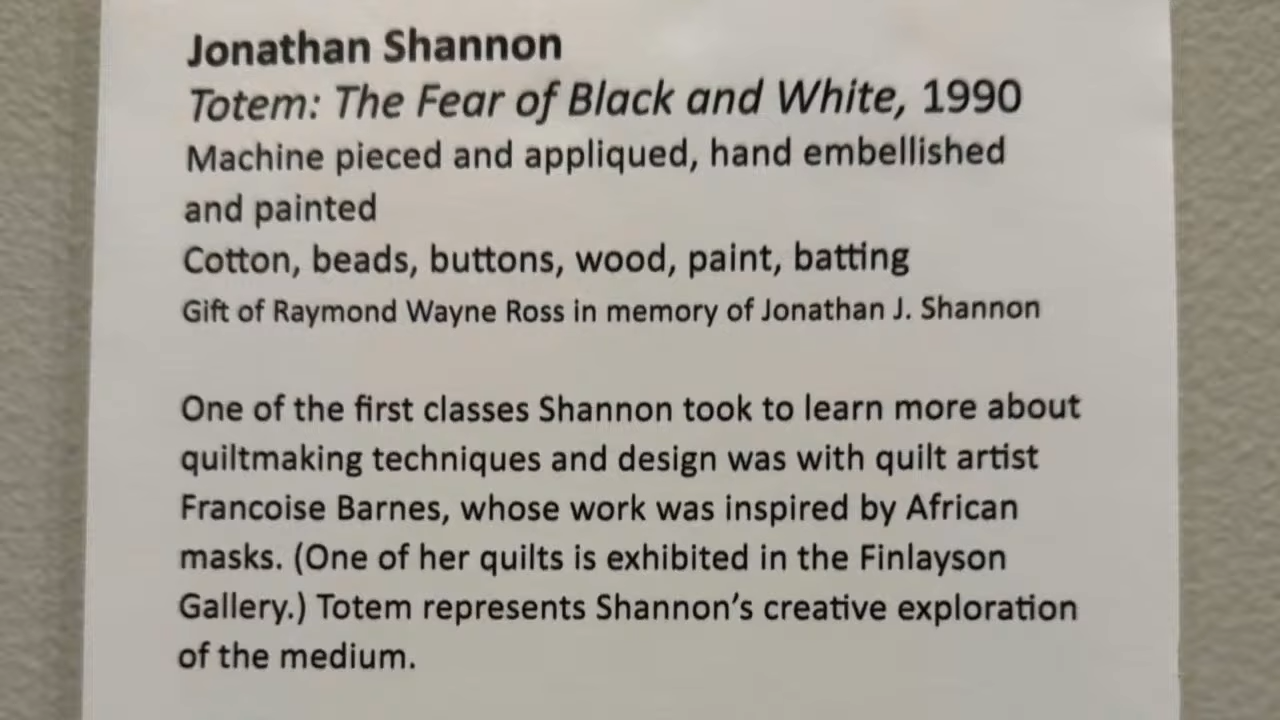 Jonathan Shannon
Totem: The Fear of Black and White, 1990
Machine pieced and appliqued, hand embellished
and painted
Cotton, beads, buttons, wood, paint, batting
Gift of Raymond Wayne Ross in memory of Jonathan J. Shannon
One of the first classes Shannon took to learn more about
quiltmaking techniques and design was with quilt artist
Francoise Barnes, whose work was inspired by African
masks. (One of her quilts is exhibited in the Finlayson
Gallery.) Totem represents Shannon’s creative exploration
of the medium.